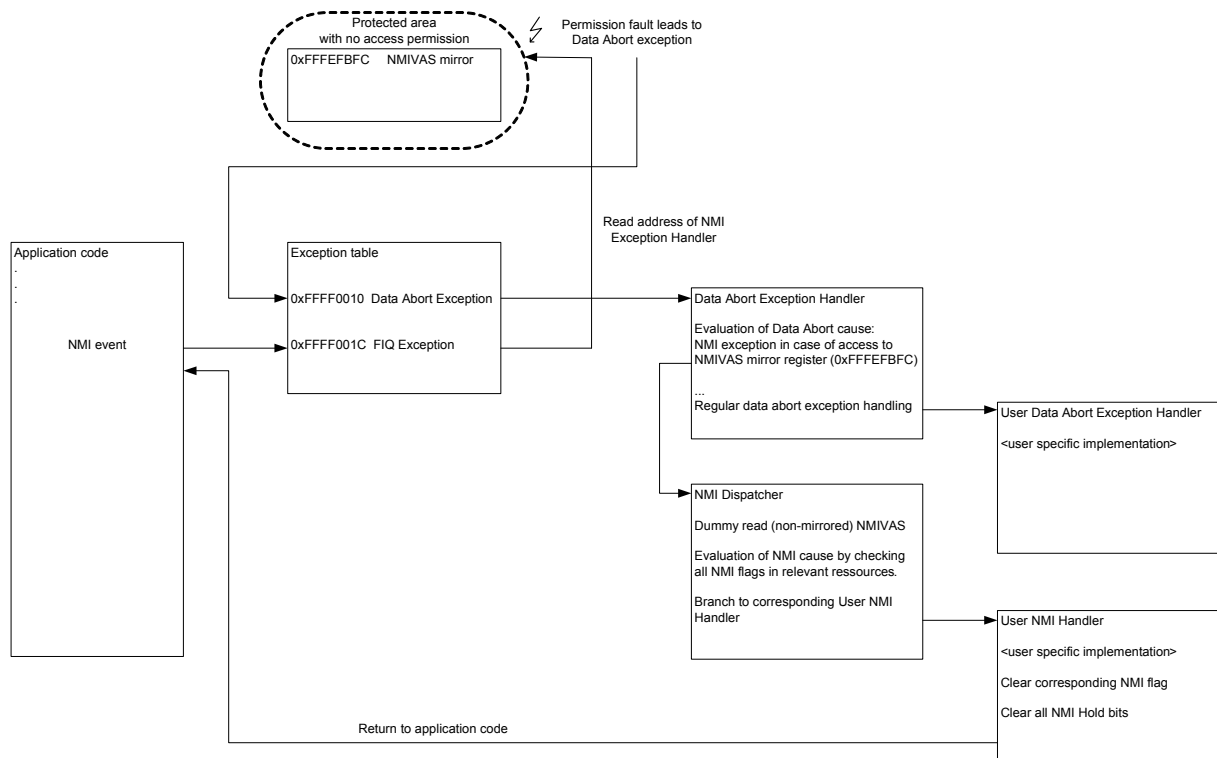 Protected area
with no access permission
0xFFFEFBFC NMIVAS mirror
Permission fault leads to
Data Abort exception
Read address of NMI
Exception Handler
Application code
.
.
.
NMI event
Exception table
0xFFFF0010 Data Abort Exception
0xFFFF001C FIQ Exception
Data Abort Exception Handler
Evaluation of Data Abort cause:
NMI exception in case of access to
NMIVAS mirror register (0xFFFEFBFC)
...
Regular data abort exception handling
User Data Abort Exception Handler
<user specific implementation>
NMI Dispatcher
Dummy read (non-mirrored) NMIVAS
Evaluation of NMI cause by checking
all NMI flags in relevant ressources.
Branch to corresponding User NMI
Handler
User NMI Handler
<user specific implementation>
Clear corresponding NMI flag
Clear all NMI Hold bits
Return to application code